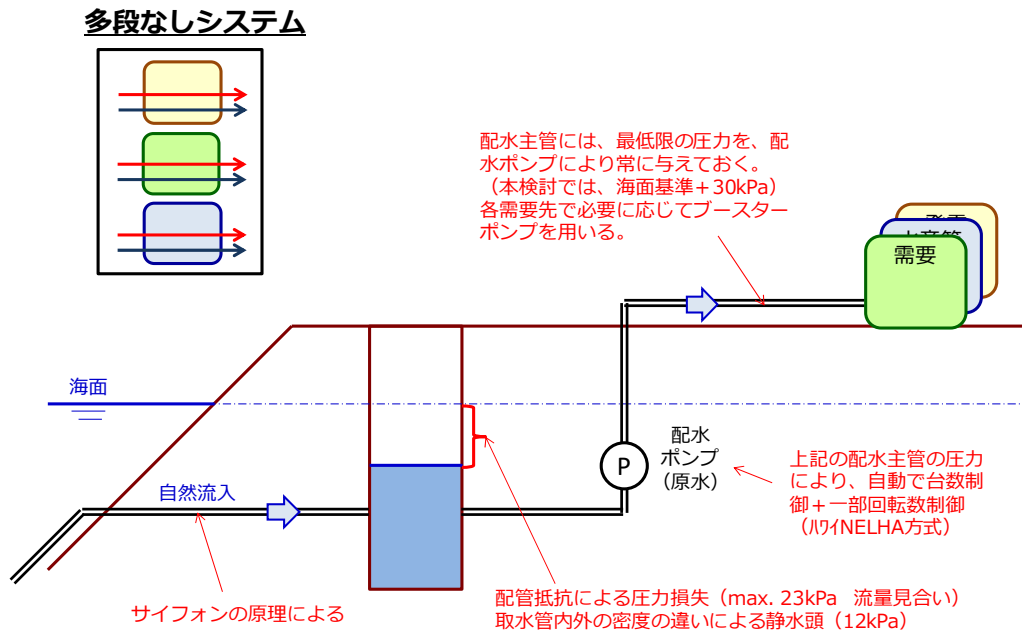 多段なしシステム
配水主管には、最低限の圧力を、配
水ポンプにより常に与えておく。
（本検討では、海面基準＋30kPa）
各需要先で必要に応じてブースター
ポンプを用いる。
需要
海面
配水
ポンプ
（原水）
P
上記の配水主管の圧力
により、自動で台数制
御＋一部回転数制御
（ﾊﾜｲNELHA方式）
自然流入
サイフォンの原理による
配管抵抗による圧力損失（max. 23kPa　流量見合い）
取水管内外の密度の違いによる静水頭（12kPa）